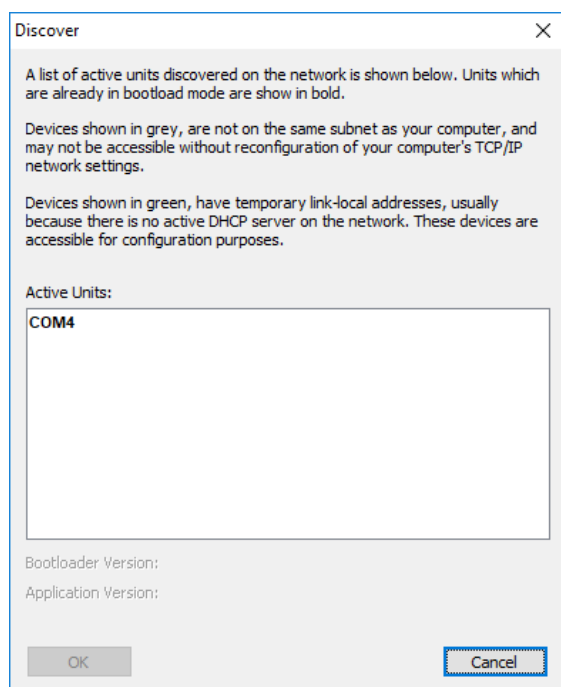 Discover
A list of active units discovered on the network is shown below. Units which
are already in bootload mode are show in bold.
Devices shown in grey, are not on the same subnet as your computer, and
may not be accessible without reconfiguration of your computer's TCP/IP
network settings.
Devices shown in green, have temporary link-local addresses, usually
because there is no active DHCP server on the network. These devices are
accessible for configuration purposes.
Active Units:
COM4
Bootloader Version:
Application Version:
OK
Cancel